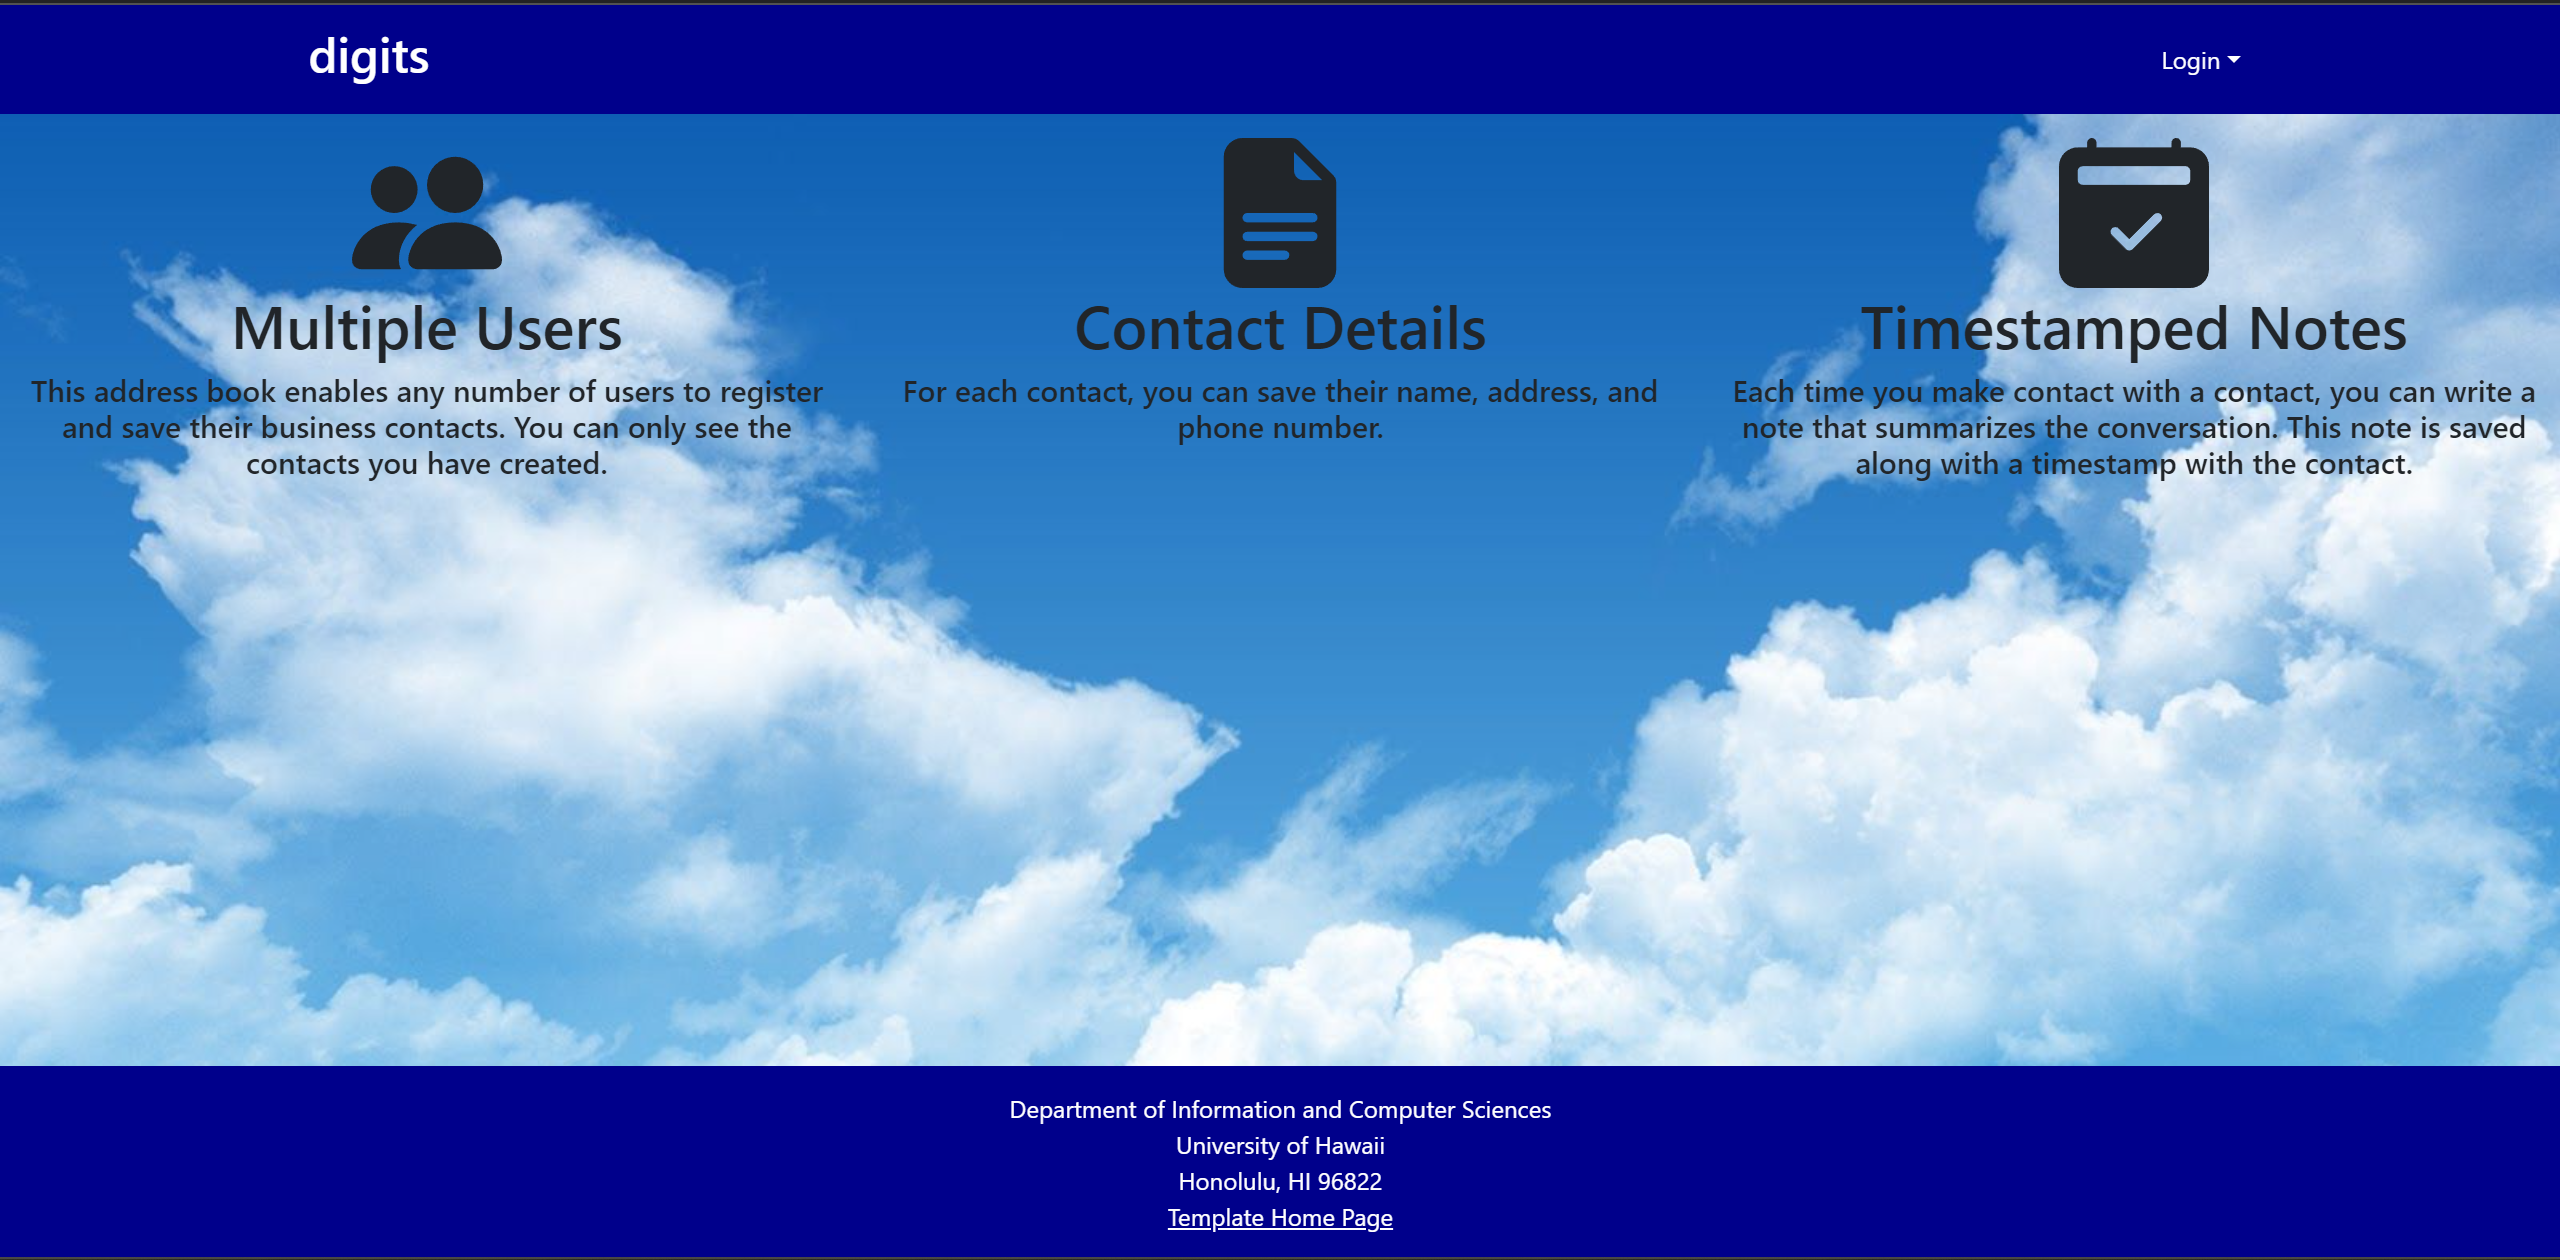 digits
Login
Multiple Users
This address book enables any number of users to register
and save their business contacts. You can only see the
contacts you have created.
Contact Details
For each contact, you can save their name, address, and
phone number.
Timestamped Notes
Each time you make contact with a contact, you can write a
note that summarizes the conversation. This note is saved
along with a timestamp with the contact.
Department of Information and Computer Sciences
University of Hawaii
Honolulu, HI 96822
Template Home Page